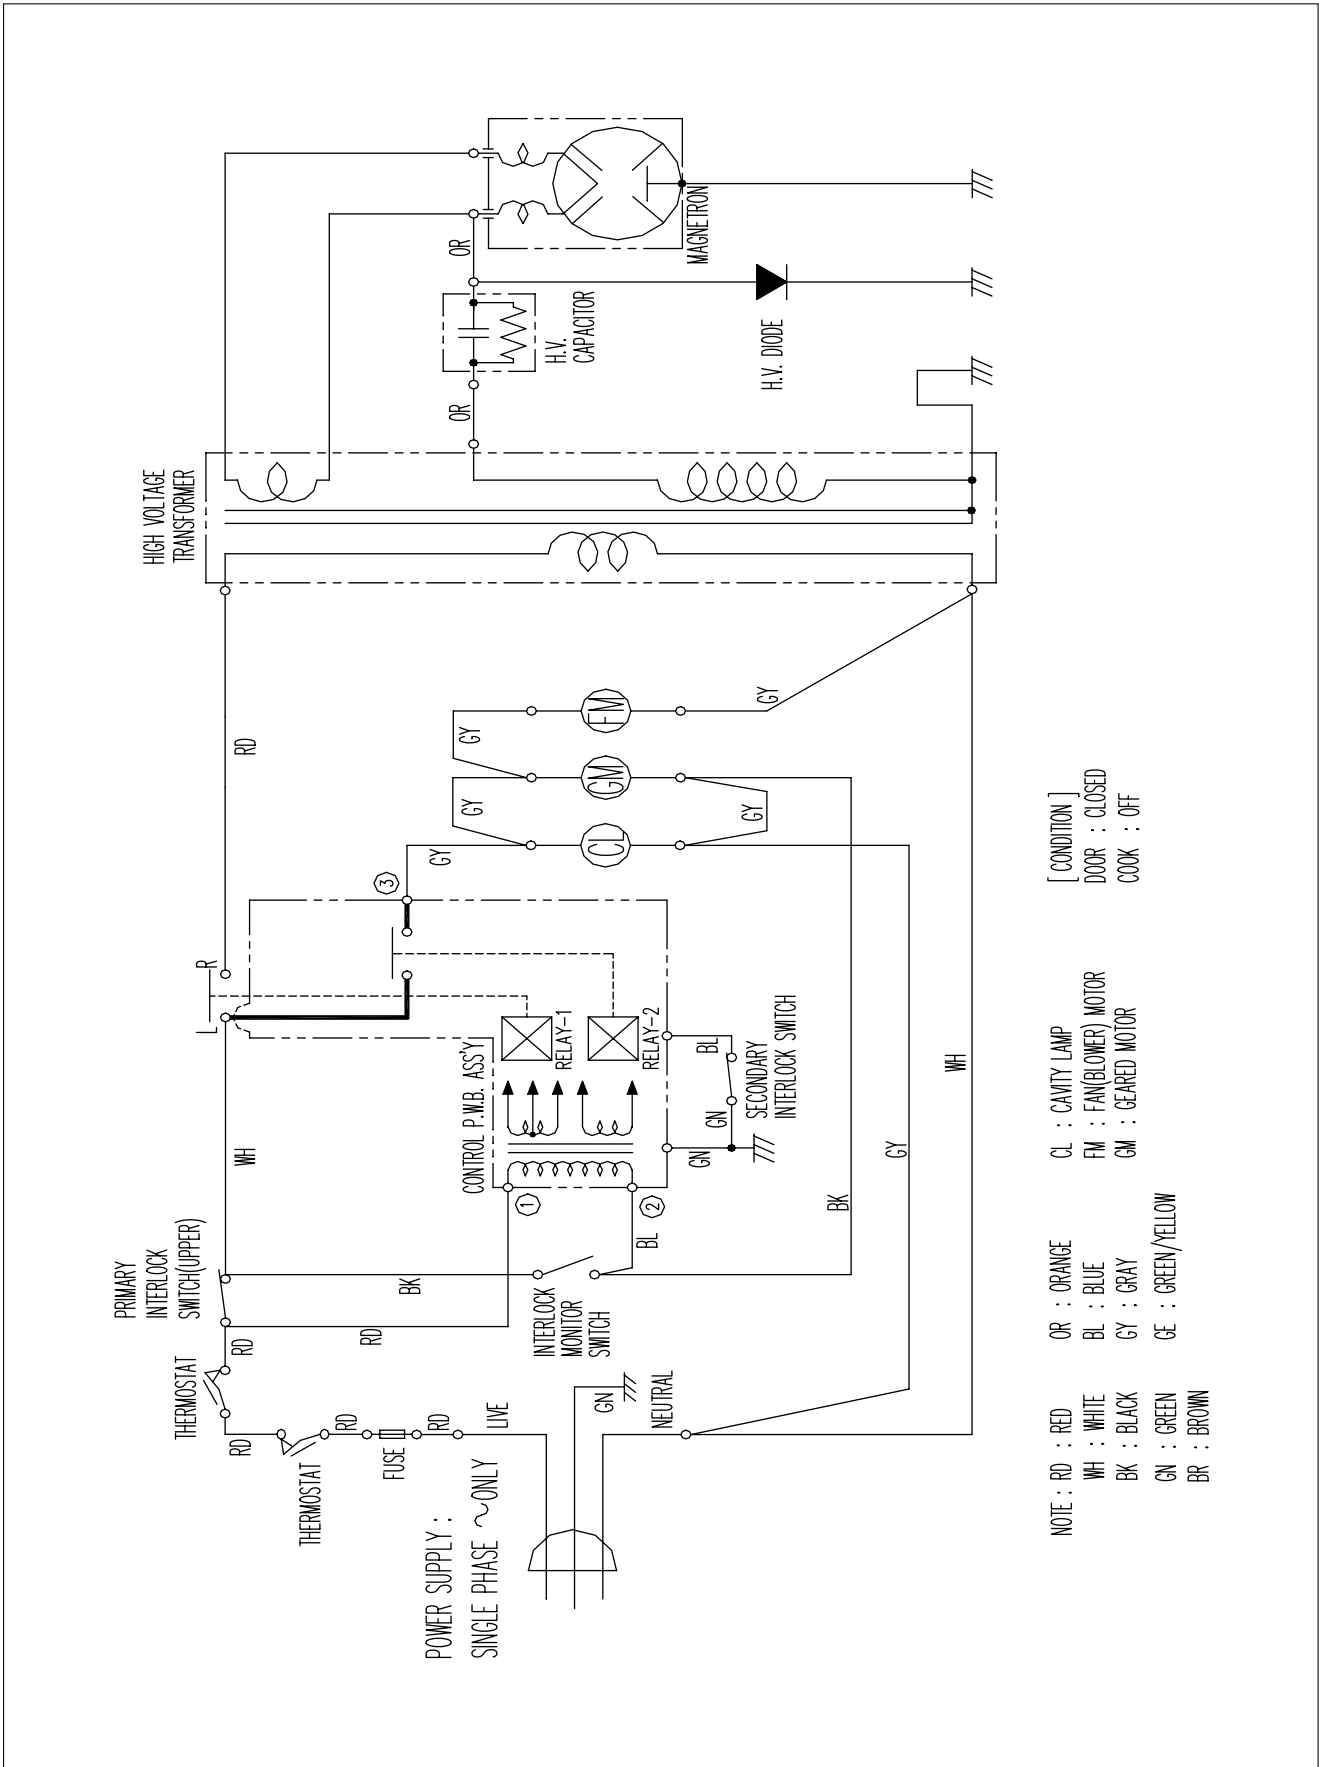 HIGH VOLTAGE
TRANSFORMER
OR
OR
H.V.
CAPACITOR
MAGNETRON
H.V. DIODE
RD
GY
GY
GY
GY
GY
FM
GM
CL
3
L
R
CONTROL P.W.B. ASS'Y
RELAY-1
RELAY-2
BL
GN
GN
SECONDARY
INTERLOCK SWITCH
1
2
BL
WH
WH
GY
BK
BK
PRIMARY
INTERLOCK
SWITCH(UPPER)
INTERLOCK
MONITOR
SWITCH
RD
RD
THERMOSTAT
RD
THERMOSTAT
RD
FUSE
RD
LIVE
GN
NEUTRAL
POWER SUPPLY :
SINGLE PHASE ~ONLY
NOTE : RD : RED
WH : WHITE
BK : BLACK
GN : GREEN
BR : BROWN
OR : ORANGE
BL : BLUE
GY : GRAY
GE : GREEN/YELLOW
CL : CAVITY LAMP
FM : FAN(BLOWER) MOTOR
GM : GEARED MOTOR
[ CONDITION ]
DOOR : CLOSED
COOK : OFF